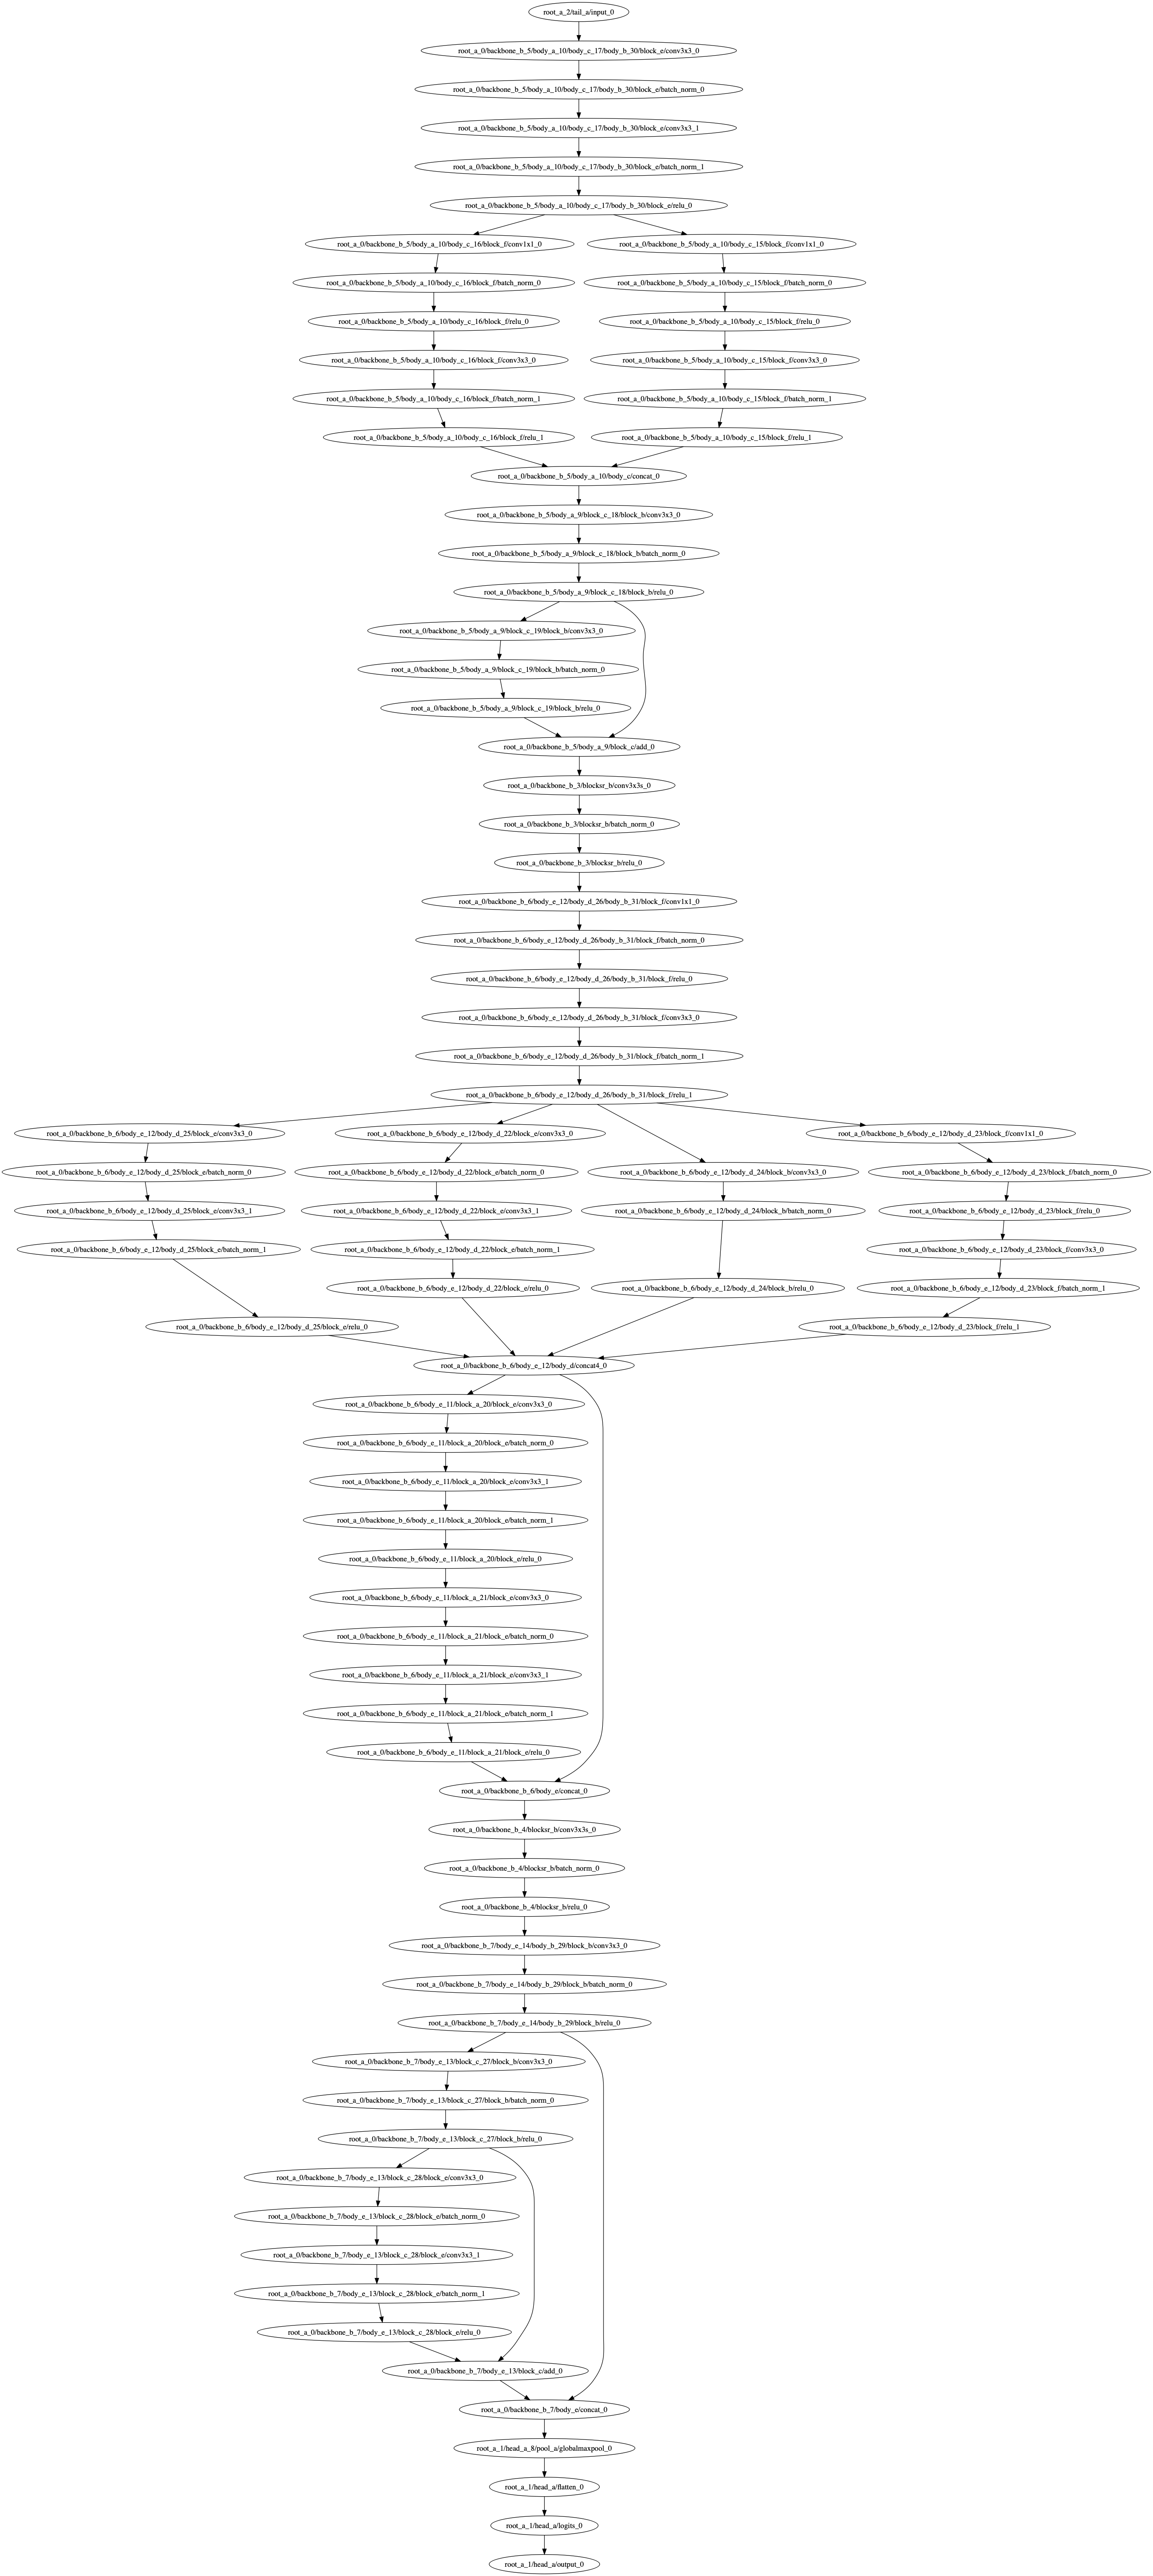 root_a_2/tail_a/input_0
root_a_0/backbone_b_5/body_a_10/body_c_17/body_b_30/block_e/conv3x3_0
root_a_0/backbone_b_5/body_a_10/body_c_17/body_b_30/block_e/batch_norm_0
root_a_0/backbone_b_5/body_a_10/body_c_17/body_b_30/block_e/conv3x3_1
root_a_0/backbone_b_5/body_a_10/body_c_17/body_b_30/block_e/batch_norm_1
root_a_0/backbone_b_5/body_a_10/body_c_17/body_b_30/block_e/relu_0
root_a_0/backbone_b_5/body_a_10/body_c_16/block_f/conv1x1_0
root_a_0/backbone_b_5/body_a_10/body_c_15/block_f/conv1x1_0
root_a_0/backbone_b_5/body_a_10/body_c_16/block_f/batch_norm_0
root_a_0/backbone_b_5/body_a_10/body_c_15/block_f/batch_norm_0
root_a_0/backbone_b_5/body_a_10/body_c_16/block_f/relu_0
root_a_0/backbone_b_5/body_a_10/body_c_15/block_f/relu_0
root_a_0/backbone_b_5/body_a_10/body_c_16/block_f/conv3x3_0
root_a_0/backbone_b_5/body_a_10/body_c_15/block_f/conv3x3_0
root_a_0/backbone_b_5/body_a_10/body_c_16/block_f/batch_norm_1
root_a_0/backbone_b_5/body_a_10/body_c_15/block_f/batch_norm_1
root_a_0/backbone_b_5/body_a_10/body_c_16/block_f/relu_1
root_a_0/backbone_b_5/body_a_10/body_c_15/block_f/relu_1
root_a_0/backbone_b_5/body_a_10/body_c/concat_0
root_a_0/backbone_b_5/body_a_9/block_c_18/block_b/conv3x3_0
root_a_0/backbone_b_5/body_a_9/block_c_18/block_b/batch_norm_0
root_a_0/backbone_b_5/body_a_9/block_c_18/block_b/relu_0
root_a_0/backbone_b_5/body_a_9/block_c_19/block_b/conv3x3_0
root_a_0/backbone_b_5/body_a_9/block_c_19/block_b/batch_norm_0
root_a_0/backbone_b_5/body_a_9/block_c_19/block_b/relu_0
root_a_0/backbone_b_5/body_a_9/block_c/add_0
root_a_0/backbone_b_3/blocksr_b/conv3x3s_0
root_a_0/backbone_b_3/blocksr_b/batch_norm_0
root_a_0/backbone_b_3/blocksr_b/relu_0
root_a_0/backbone_b_6/body_e_12/body_d_26/body_b_31/block_f/conv1x1_0
root_a_0/backbone_b_6/body_e_12/body_d_26/body_b_31/block_f/batch_norm_0
root_a_0/backbone_b_6/body_e_12/body_d_26/body_b_31/block_f/relu_0
root_a_0/backbone_b_6/body_e_12/body_d_26/body_b_31/block_f/conv3x3_0
root_a_0/backbone_b_6/body_e_12/body_d_26/body_b_31/block_f/batch_norm_1
root_a_0/backbone_b_6/body_e_12/body_d_26/body_b_31/block_f/relu_1
root_a_0/backbone_b_6/body_e_12/body_d_25/block_e/conv3x3_0
root_a_0/backbone_b_6/body_e_12/body_d_22/block_e/conv3x3_0
root_a_0/backbone_b_6/body_e_12/body_d_23/block_f/conv1x1_0
root_a_0/backbone_b_6/body_e_12/body_d_25/block_e/batch_norm_0
root_a_0/backbone_b_6/body_e_12/body_d_22/block_e/batch_norm_0
root_a_0/backbone_b_6/body_e_12/body_d_24/block_b/conv3x3_0
root_a_0/backbone_b_6/body_e_12/body_d_23/block_f/batch_norm_0
root_a_0/backbone_b_6/body_e_12/body_d_25/block_e/conv3x3_1
root_a_0/backbone_b_6/body_e_12/body_d_22/block_e/conv3x3_1
root_a_0/backbone_b_6/body_e_12/body_d_24/block_b/batch_norm_0
root_a_0/backbone_b_6/body_e_12/body_d_23/block_f/relu_0
root_a_0/backbone_b_6/body_e_12/body_d_25/block_e/batch_norm_1
root_a_0/backbone_b_6/body_e_12/body_d_22/block_e/batch_norm_1
root_a_0/backbone_b_6/body_e_12/body_d_23/block_f/conv3x3_0
root_a_0/backbone_b_6/body_e_12/body_d_22/block_e/relu_0
root_a_0/backbone_b_6/body_e_12/body_d_24/block_b/relu_0
root_a_0/backbone_b_6/body_e_12/body_d_23/block_f/batch_norm_1
root_a_0/backbone_b_6/body_e_12/body_d_25/block_e/relu_0
root_a_0/backbone_b_6/body_e_12/body_d_23/block_f/relu_1
root_a_0/backbone_b_6/body_e_12/body_d/concat4_0
root_a_0/backbone_b_6/body_e_11/block_a_20/block_e/conv3x3_0
root_a_0/backbone_b_6/body_e_11/block_a_20/block_e/batch_norm_0
root_a_0/backbone_b_6/body_e_11/block_a_20/block_e/conv3x3_1
root_a_0/backbone_b_6/body_e_11/block_a_20/block_e/batch_norm_1
root_a_0/backbone_b_6/body_e_11/block_a_20/block_e/relu_0
root_a_0/backbone_b_6/body_e_11/block_a_21/block_e/conv3x3_0
root_a_0/backbone_b_6/body_e_11/block_a_21/block_e/batch_norm_0
root_a_0/backbone_b_6/body_e_11/block_a_21/block_e/conv3x3_1
root_a_0/backbone_b_6/body_e_11/block_a_21/block_e/batch_norm_1
root_a_0/backbone_b_6/body_e_11/block_a_21/block_e/relu_0
root_a_0/backbone_b_6/body_e/concat_0
root_a_0/backbone_b_4/blocksr_b/conv3x3s_0
root_a_0/backbone_b_4/blocksr_b/batch_norm_0
root_a_0/backbone_b_4/blocksr_b/relu_0
root_a_0/backbone_b_7/body_e_14/body_b_29/block_b/conv3x3_0
root_a_0/backbone_b_7/body_e_14/body_b_29/block_b/batch_norm_0
root_a_0/backbone_b_7/body_e_14/body_b_29/block_b/relu_0
root_a_0/backbone_b_7/body_e_13/block_c_27/block_b/conv3x3_0
root_a_0/backbone_b_7/body_e_13/block_c_27/block_b/batch_norm_0
root_a_0/backbone_b_7/body_e_13/block_c_27/block_b/relu_0
root_a_0/backbone_b_7/body_e_13/block_c_28/block_e/conv3x3_0
root_a_0/backbone_b_7/body_e_13/block_c_28/block_e/batch_norm_0
root_a_0/backbone_b_7/body_e_13/block_c_28/block_e/conv3x3_1
root_a_0/backbone_b_7/body_e_13/block_c_28/block_e/batch_norm_1
root_a_0/backbone_b_7/body_e_13/block_c_28/block_e/relu_0
root_a_0/backbone_b_7/body_e_13/block_c/add_0
root_a_0/backbone_b_7/body_e/concat_0
root_a_1/head_a_8/pool_a/globalmaxpool_0
root_a_1/head_a/flatten_0
root_a_1/head_a/logits_0
root_a_1/head_a/output_0